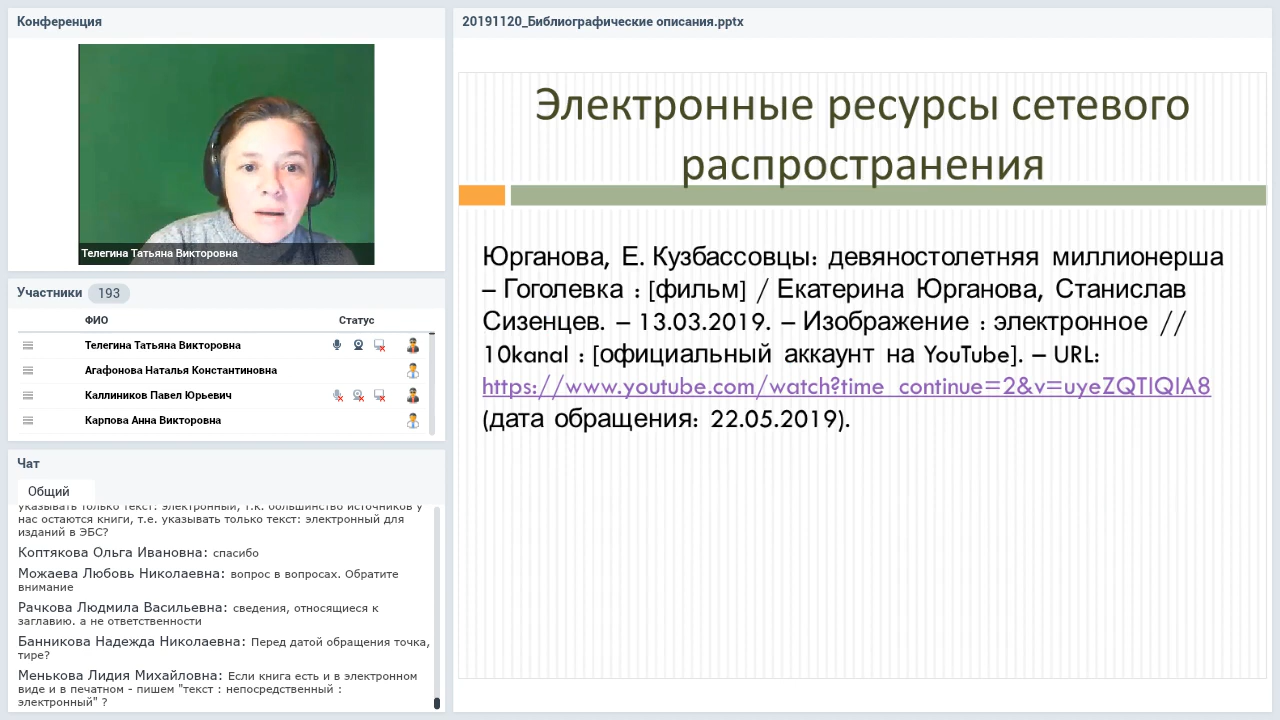 Конференция
Телегина Татьяна Викторовна
Участники 193
ФИО Статус
Телегина Татьяна Викторовна
Агафонова Наталья Константиновна
Каллиников Павел Юрьевич
Карпова Анна Викторовна
Чат
Общий
указывать только текст: электронный, т.к. большинство источников у
нас остаются книги, т.е. указывать только текст: электронный для
изданий в ЭБС?
Коптякова Ольга Ивановна: спасибо
Можаева Любовь Николаевна: вопрос в вопросах. Обратите
внимание
Рачкова Людмила Васильевна: сведения, относящиеся к
заглавию. а не ответственности
Банникова Надежда Николаевна: Перед датой обращения точка,
тире?
Менькова Лидия Михайловна: Если книга есть и в электронном
виде и в печатном - пишем "текст : непосредственный :
электронный" ?
20191120_Библиографические описания.pptx
Электронные ресурсы сетевого
распространения
Юрганова, Е. Кузбассовцы: девяностолетняя миллионерша
– Гоголевка : [фильм] / Екатерина Юрганова, Станислав
Сизенцев. – 13.03.2019. – Изображение : электронное //
10kanal : [официальный аккаунт на YouTube]. – URL:
https://www.youtube.com/watch?time_continue=2&v=uyeZQTIQIA8
(дата обращения: 22.05.2019).